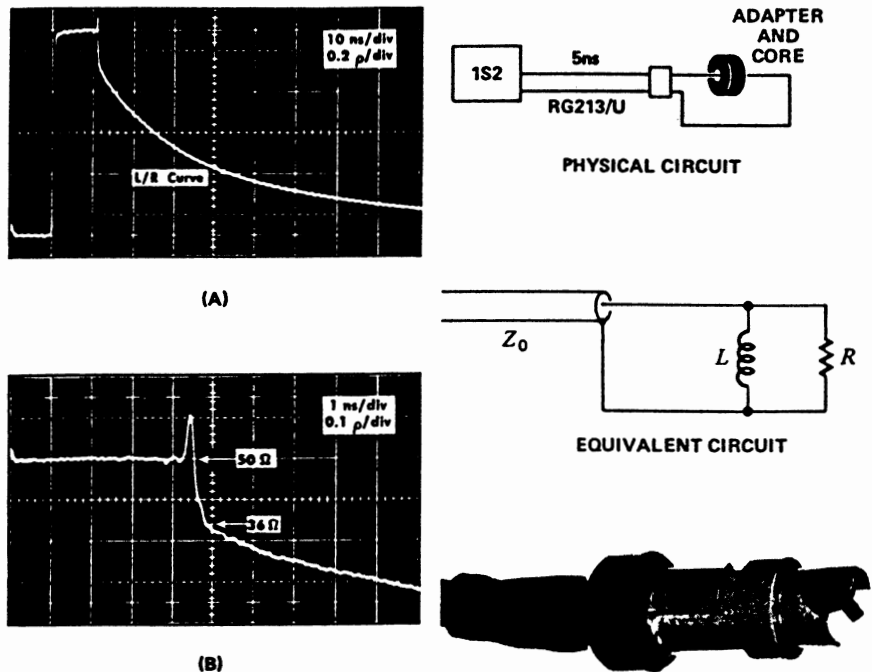 10 ns/div
0.2 ρ/div
L/R Curve
(A)
1 ns/div
0.1 ρ/div
50 Ω
36 Ω
(B)
ADAPTER
AND
CORE
1S2
5ns
RG213/U
PHYSICAL CIRCUIT
Z0
L
R
EQUIVALENT CIRCUIT